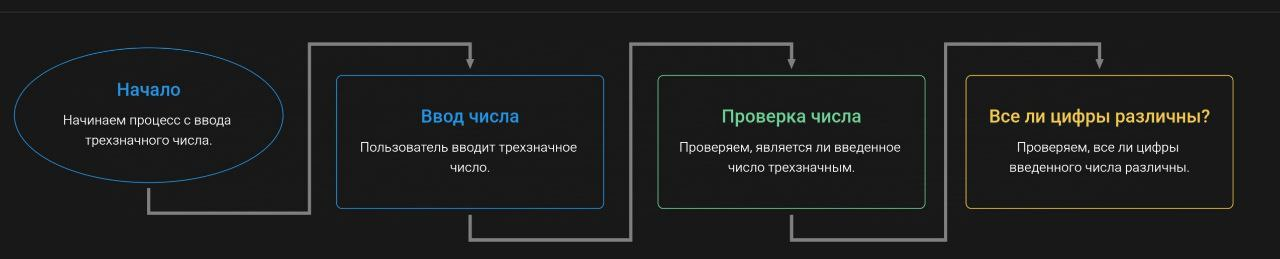 Начало
Начинаем процесс с ввода
трехзначного числа.
Ввод числа
Пользователь вводит трехзначное
число.
Проверка числа
Проверяем, является ли введенное
число трехзначным.
Все ли цифры различны?
Проверяем, все ли цифры
введенного числа различны.